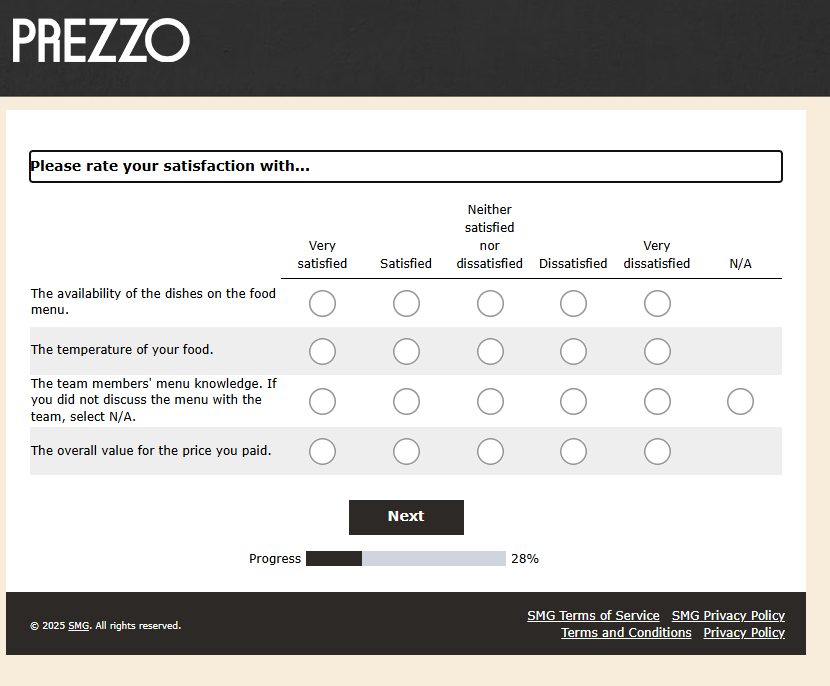 PREZZO
Please rate your satisfaction with...
Very satisfied
Satisfied
Neither satisfied nor dissatisfied
Dissatisfied
Very dissatisfied
N/A
The availability of the dishes on the food
menu.
The temperature of your food.
The team members' menu knowledge. If
you did not discuss the menu with the
team, select N/A.
The overall value for the price you paid.
Next
Progress 28%
© 2025 SMG. All rights reserved.
SMG Terms of Service SMG Privacy Policy
Terms and Conditions Privacy Policy